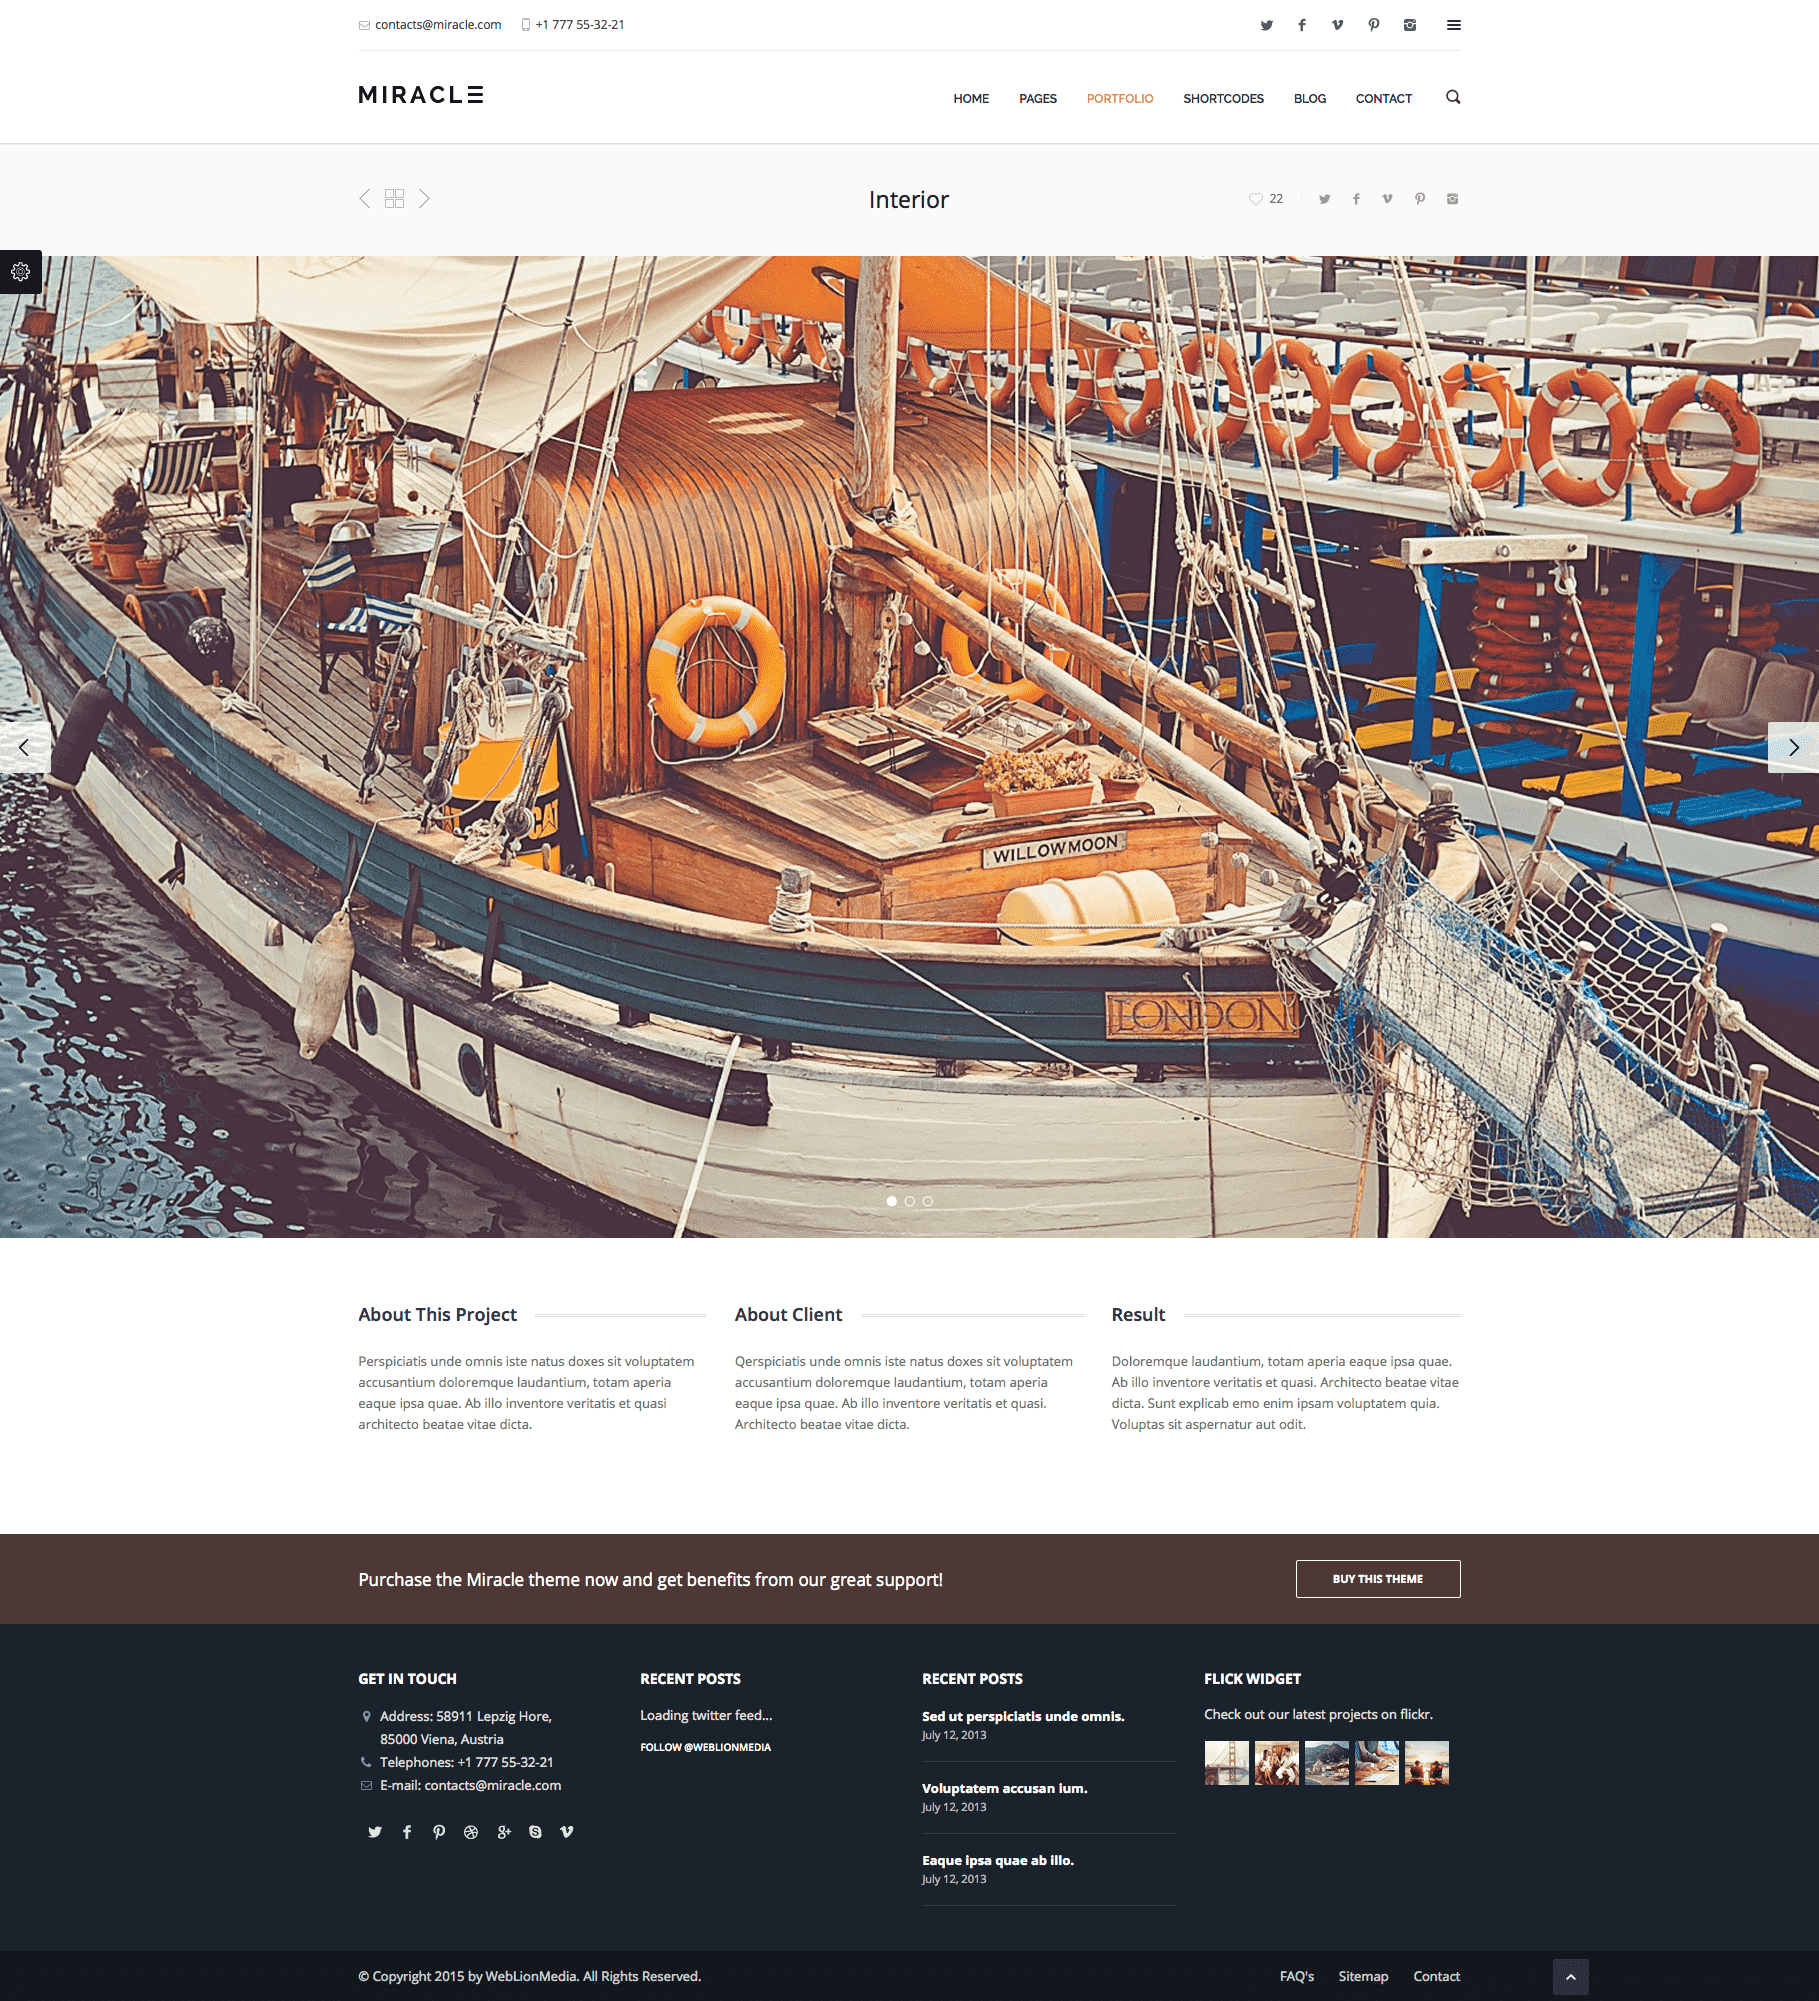 contacts@miracle.com +1 777 55-32-21
MIRACLE
HOME PAGES PORTFOLIO SHORTCODES BLOG CONTACT
Interior
22
CAT
WILLOWMOON
LONDON
About This Project
Perspiciatis unde omnis iste natus doxes sit voluptatem
accusantium doloremque laudantium, totam aperia
eaque ipsa quae. Ab illo inventore veritatis et quasi
architecto beatae vitae dicta.
About Client
Qerspiciatis unde omnis iste natus doxes sit voluptatem
accusantium doloremque laudantium, totam aperia
eaque ipsa quae. Ab illo inventore veritatis et quasi.
Architecto beatae vitae dicta.
Result
Doloremque laudantium, totam aperia eaque ipsa quae.
Ab illo inventore veritatis et quasi. Architecto beatae vitae
dicta. Sunt explicab emo enim ipsam voluptatem quia.
Voluptas sit aspernatur aut odit.
Purchase the Miracle theme now and get benefits from our great support!
BUY THIS THEME
GET IN TOUCH
Address: 58911 Lepzig Hore,
85000 Viena, Austria
Telephones: +1 777 55-32-21
E-mail: contacts@miracle.com
RECENT POSTS
Loading twitter feed...
FOLLOW @WEBLIONMEDIA
RECENT POSTS
Sed ut perspiciatis unde omnis.
July 12, 2013
Voluptatem accusan ium.
July 12, 2013
Eaque ipsa quae ab illo.
July 12, 2013
FLICK WIDGET
Check out our latest projects on flickr.
© Copyright 2015 by WebLionMedia. All Rights Reserved.
FAQ's Sitemap Contact